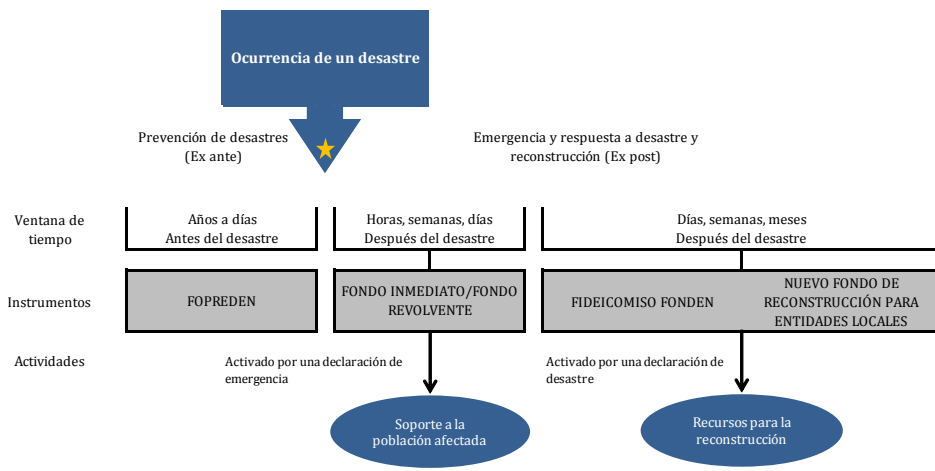 Ocurrencia de un desastre
Prevención de desastres
(Ex ante)
Emergencia y respuesta a desastre y
reconstrucción (Ex post)
Ventana de
tiempo
Años a días
Antes del desastre
Horas, semanas, días
Después del desastre
Días, semanas, meses
Después del desastre
Instrumentos
FOPREDEN
FONDO INMEDIATO/FONDO
REVOLVENTE
FIDEICOMISO FONDEN
NUEVO FONDO DE
RECONSTRUCCIÓN PARA
ENTIDADES LOCALES
Actividades
Activado por una declaración de
emergencia
Activado por una declaración de
desastre
Soporte a la
población afectada
Recursos para la
reconstrucción